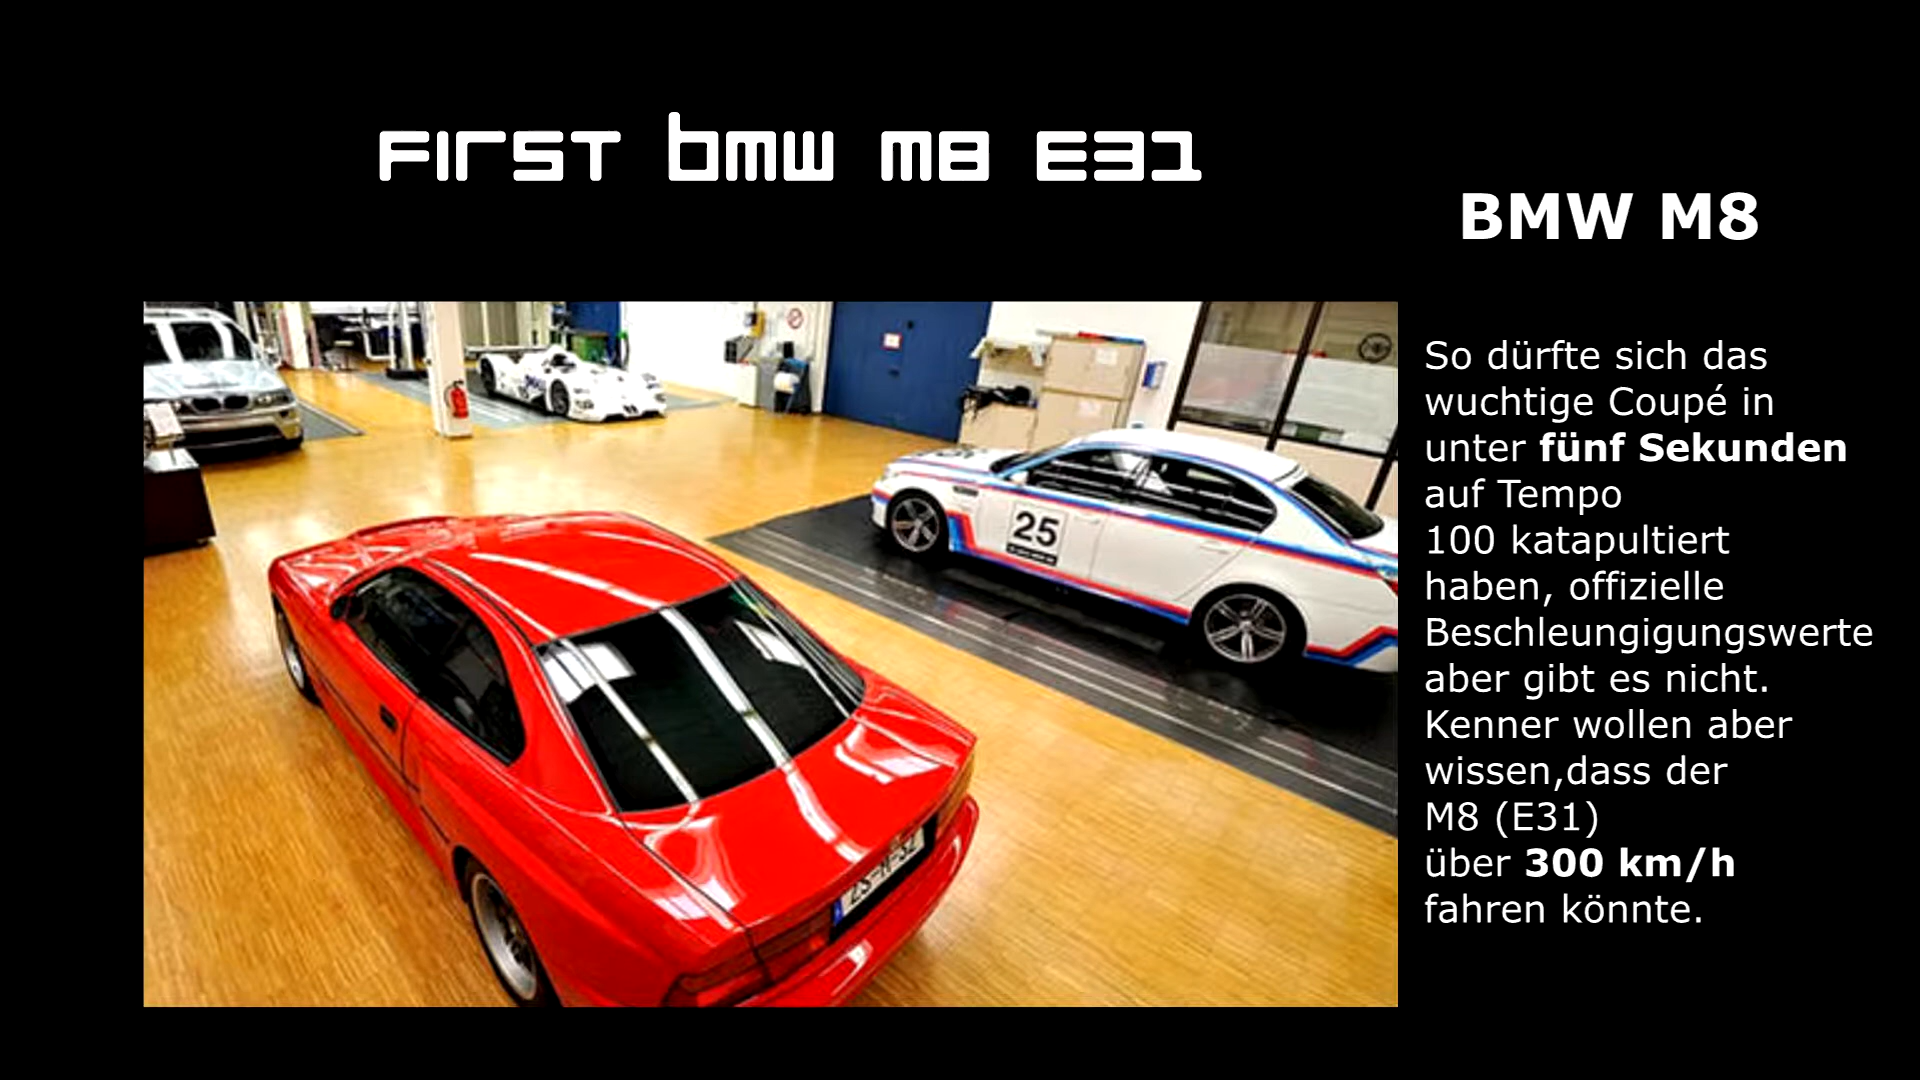 FIRST BMW M8 E31
BMW M8
So dürfte sich das
wuchtige Coupé in
unter fünf Sekunden
auf Tempo
100 katapultiert
haben, offizielle
Beschleungigungswerte
aber gibt es nicht.
Kenner wollen aber
wissen,dass der
M8 (E31)
über 300 km/h
fahren könnte.
25